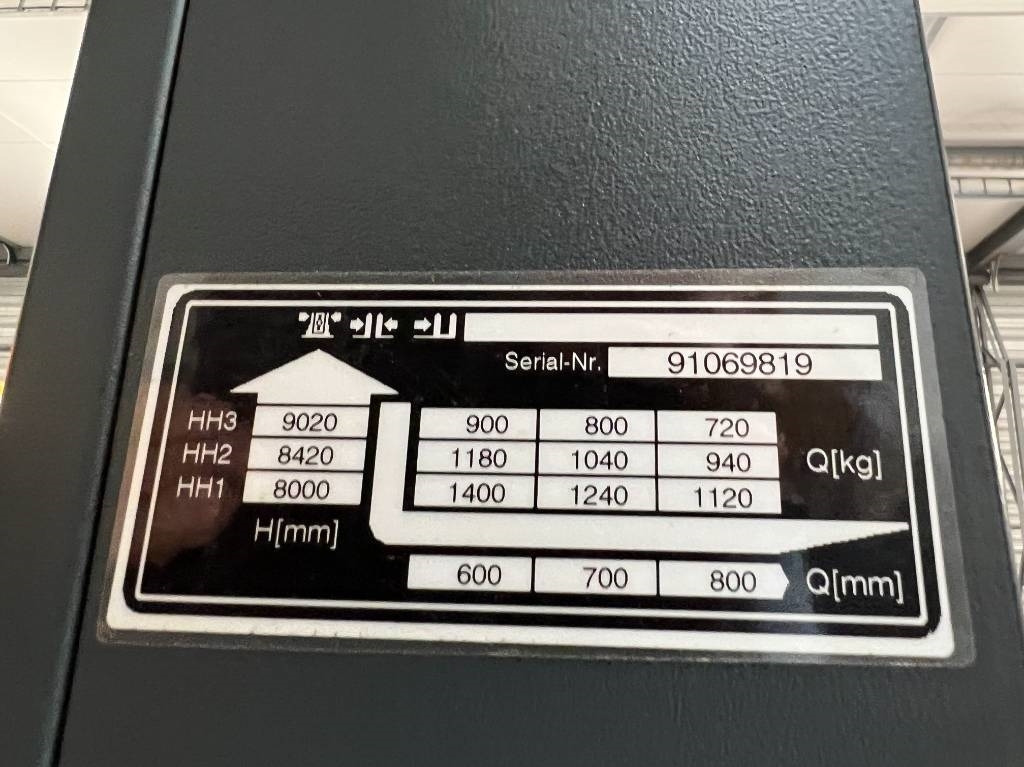 Serial-Nr. 91069819
HH3 9020 900 800 720
HH2 8420 1180 1040 940 Q[kg]
HH1 8000 1400 1240 1120
H[mm]
600 700 800 Q[mm]